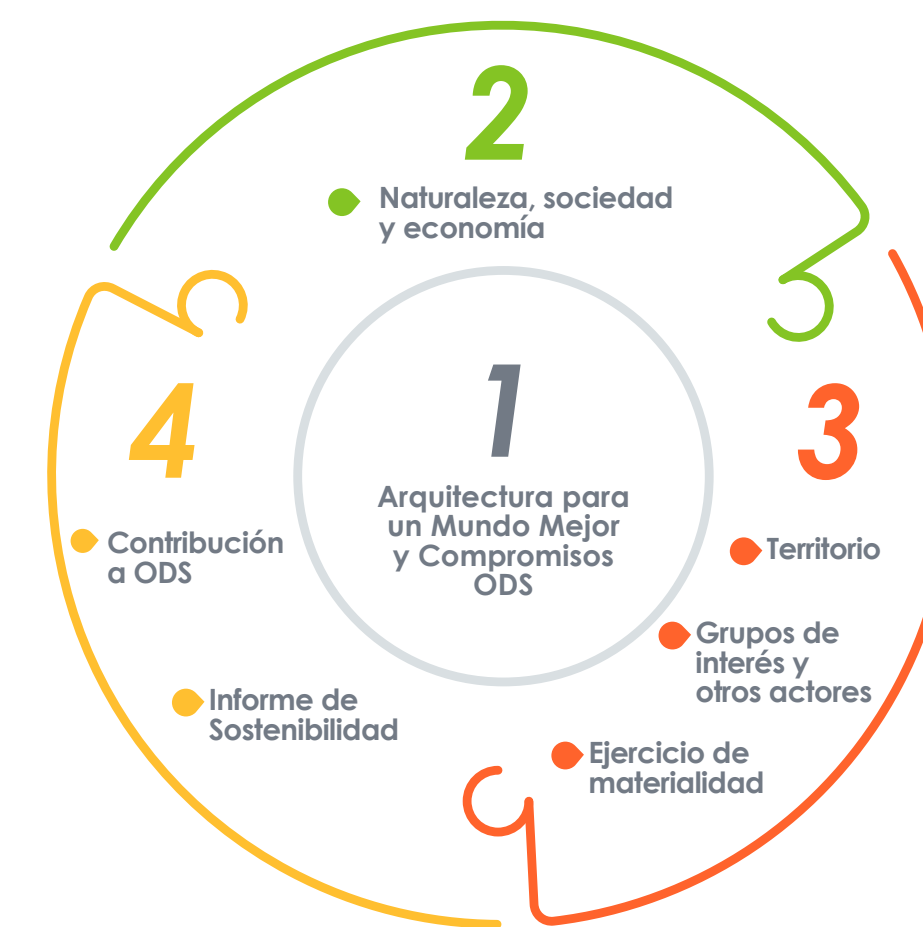 2
Naturaleza, sociedad
y economía
1
Arquitectura para
un Mundo Mejor
y Compromisos
ODS
3
Territorio
Grupos de
interés y
otros actores
Ejercicio de
materialidad
4
Contribución
a ODS
Informe de
Sostenibilidad